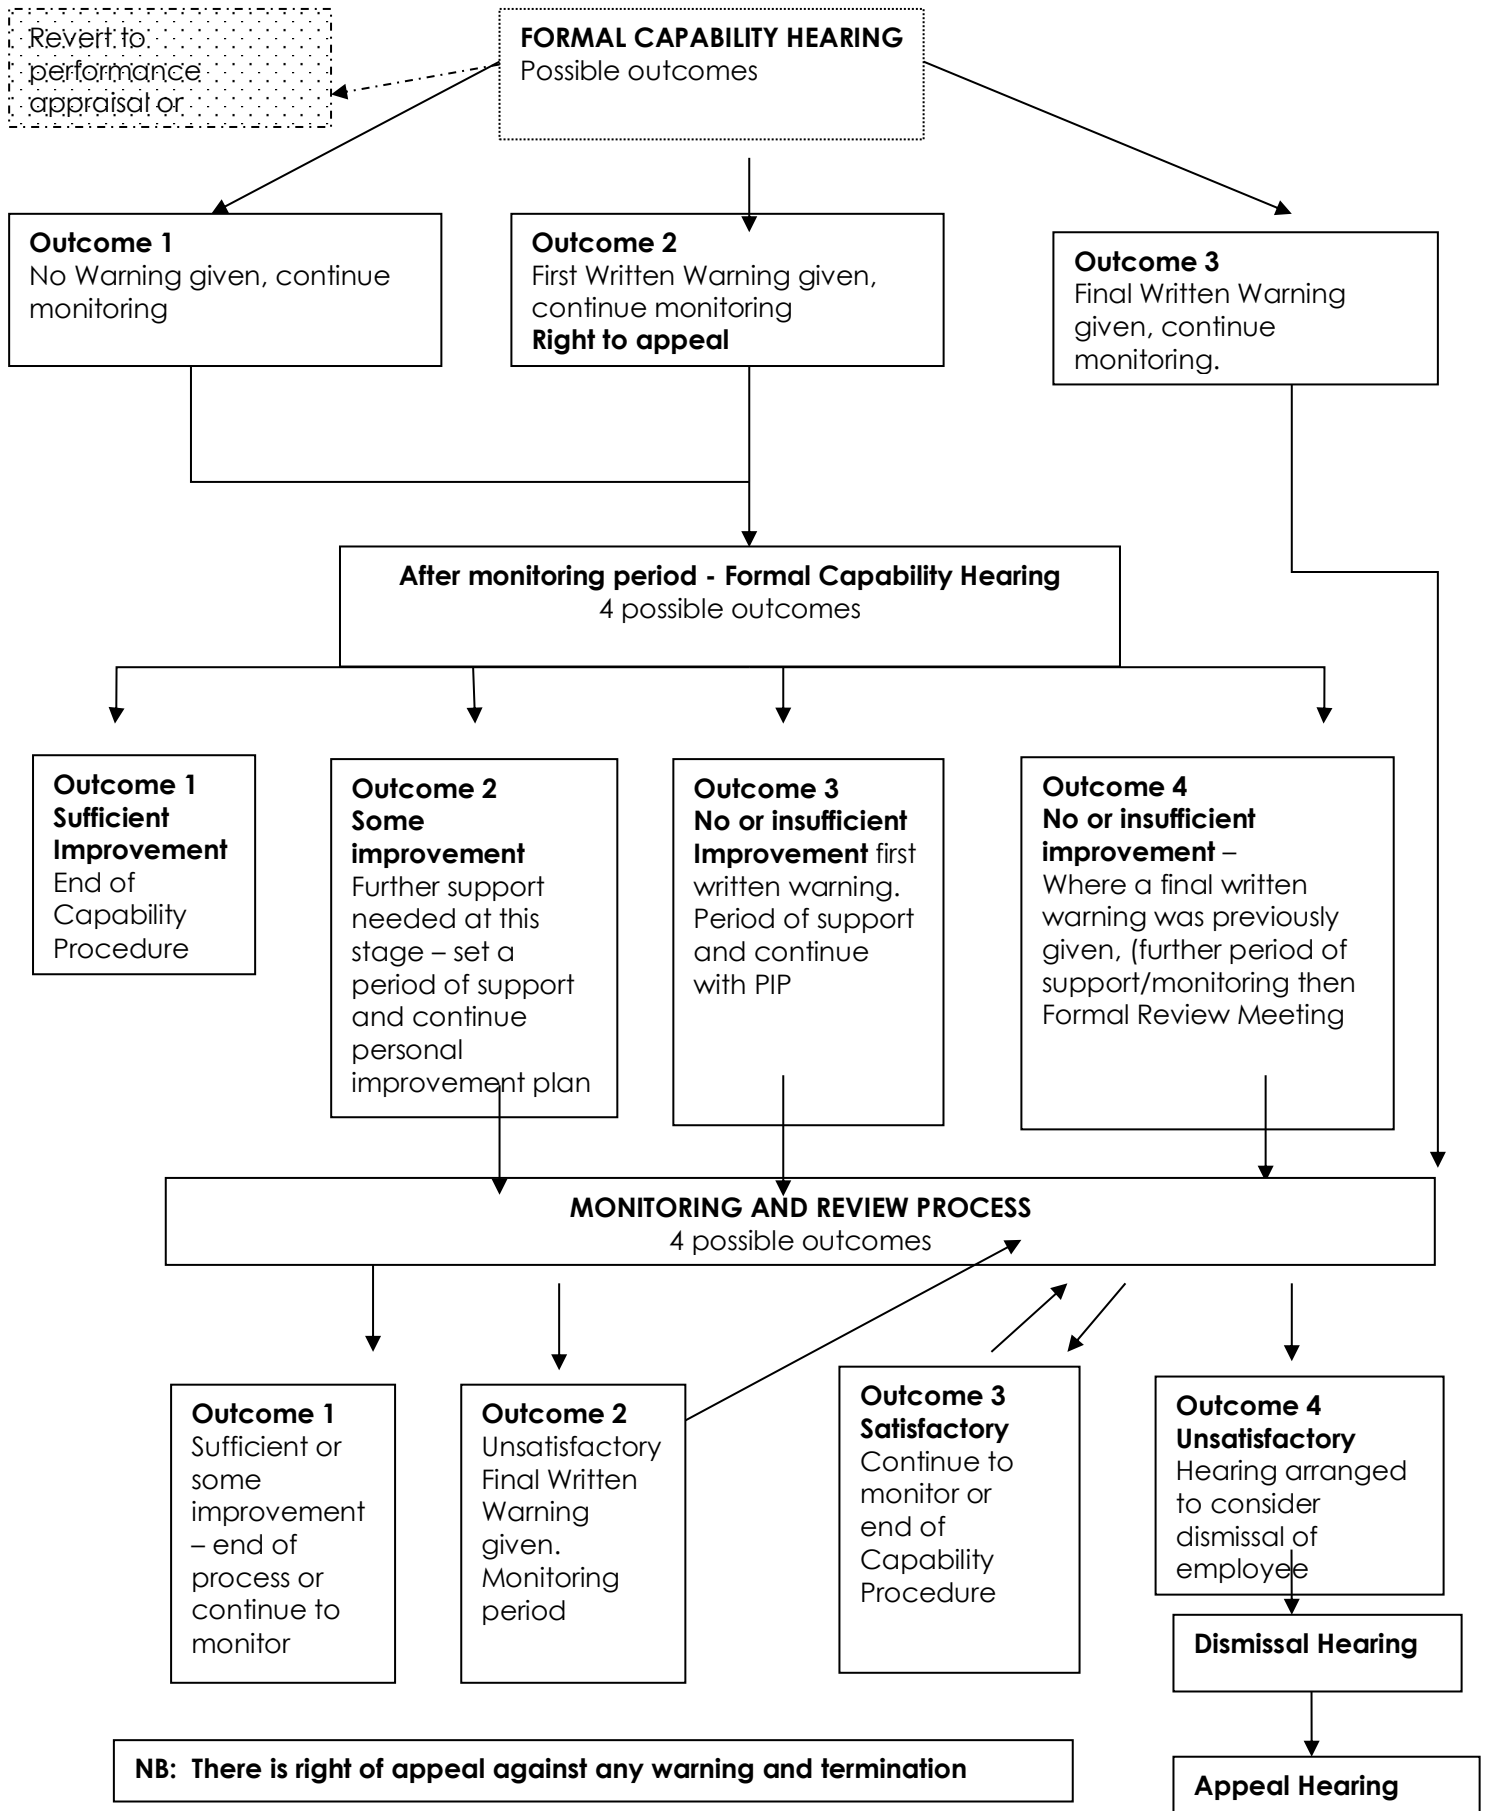 Revert to
performance
appraisal or
FORMAL CAPABILITY HEARING
Possible outcomes
Outcome 1
No Warning given, continue
monitoring
Outcome 2
First Written Warning given,
continue monitoring
Right to appeal
Outcome 3
Final Written Warning
given, continue
monitoring.
After monitoring period - Formal Capability Hearing
4 possible outcomes
Outcome 1
Sufficient
Improvement
End of
Capability
Procedure
Outcome 2
Some
improvement
Further support
needed at this
stage – set a
period of support
and continue
personal
improvement plan
Outcome 3
No or insufficient
Improvement first
written warning.
Period of support
and continue
with PIP
Outcome 4
No or insufficient
improvement –
Where a final written
warning was previously
given, (further period of
support/monitoring then
Formal Review Meeting
MONITORING AND REVIEW PROCESS
4 possible outcomes
Outcome 1
Sufficient or
some
improvement
– end of
process or
continue to
monitor
Outcome 2
Unsatisfactory
Final Written
Warning
given.
Monitoring
period
Outcome 3
Satisfactory
Continue to
monitor or
end of
Capability
Procedure
Outcome 4
Unsatisfactory
Hearing arranged
to consider
dismissal of
employee
Dismissal Hearing
NB: There is right of appeal against any warning and termination
Appeal Hearing